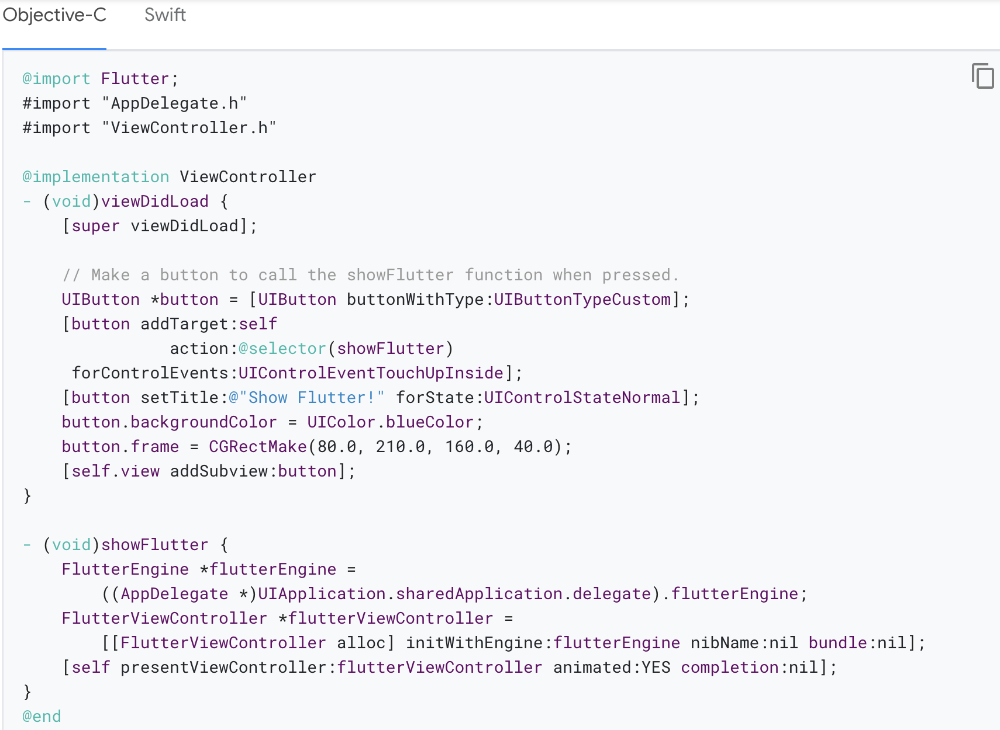 Objective-C Swift
@import Flutter;
#import "AppDelegate.h"
#import "ViewController.h"

@implementation ViewController
- (void)viewDidLoad {
    [super viewDidLoad];

    // Make a button to call the showFlutter function when pressed.
    UIButton *button = [UIButton buttonWithType:UIButtonTypeCustom];
    [button addTarget:self
               action:@selector(showFlutter)
     forControlEvents:UIControlEventTouchUpInside];
    [button setTitle:@"Show Flutter!" forState:UIControlStateNormal];
    button.backgroundColor = UIColor.blueColor;
    button.frame = CGRectMake(80.0, 210.0, 160.0, 40.0);
    [self.view addSubview:button];
}

- (void)showFlutter {
    FlutterEngine *flutterEngine =
        ((AppDelegate *)UIApplication.sharedApplication.delegate).flutterEngine;
    FlutterViewController *flutterViewController =
        [[FlutterViewController alloc] initWithEngine:flutterEngine nibName:nil bundle:nil];
    [self presentViewController:flutterViewController animated:YES completion:nil];
}
@end